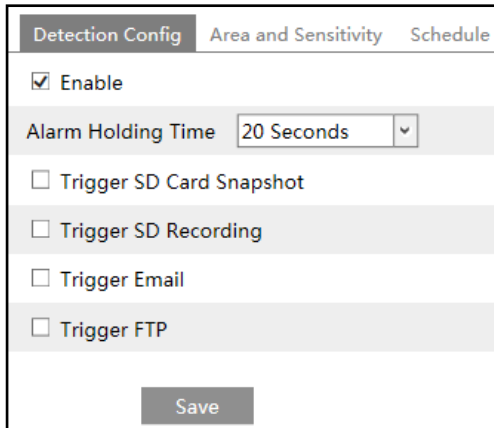 Detection Config Area and Sensitivity Schedule
Enable
Alarm Holding Time 20 Seconds
Trigger SD Card Snapshot
Trigger SD Recording
Trigger Email
Trigger FTP
Save